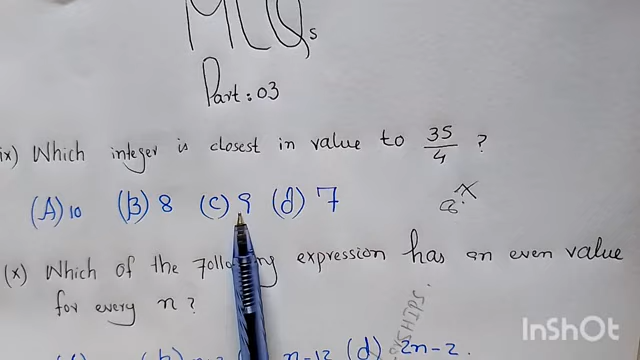 MCQs
Part: 03
ix) Which integer is closest in value to 35/4 ?
(A) 10 (B) 8 (C) 9 (d) 7
(x) Which of the following expression has an even value
for every n?
n-12 (d) 2n-2.
InShOt